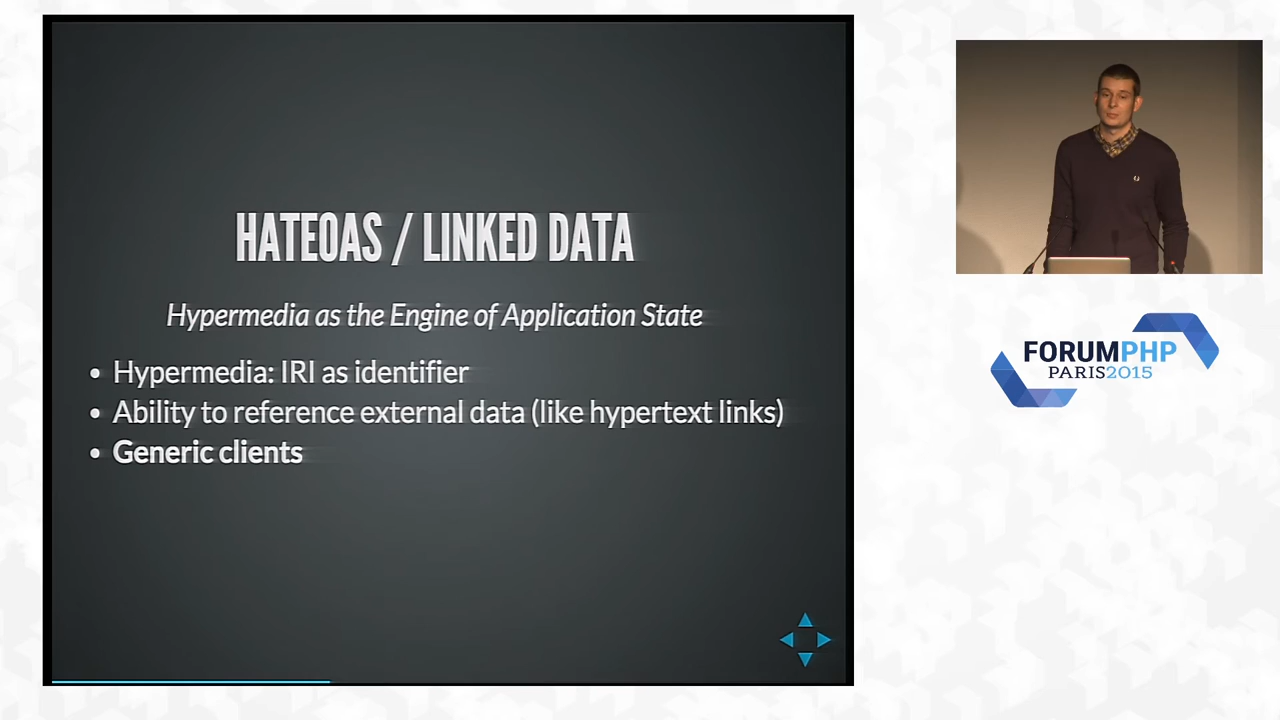 HATEOAS / LINKED DATA
Hypermedia as the Engine of Application State
• Hypermedia: IRI as identifier
• Ability to reference external data (like hypertext links)
• Generic clients
FORUMPHP
PARIS2015